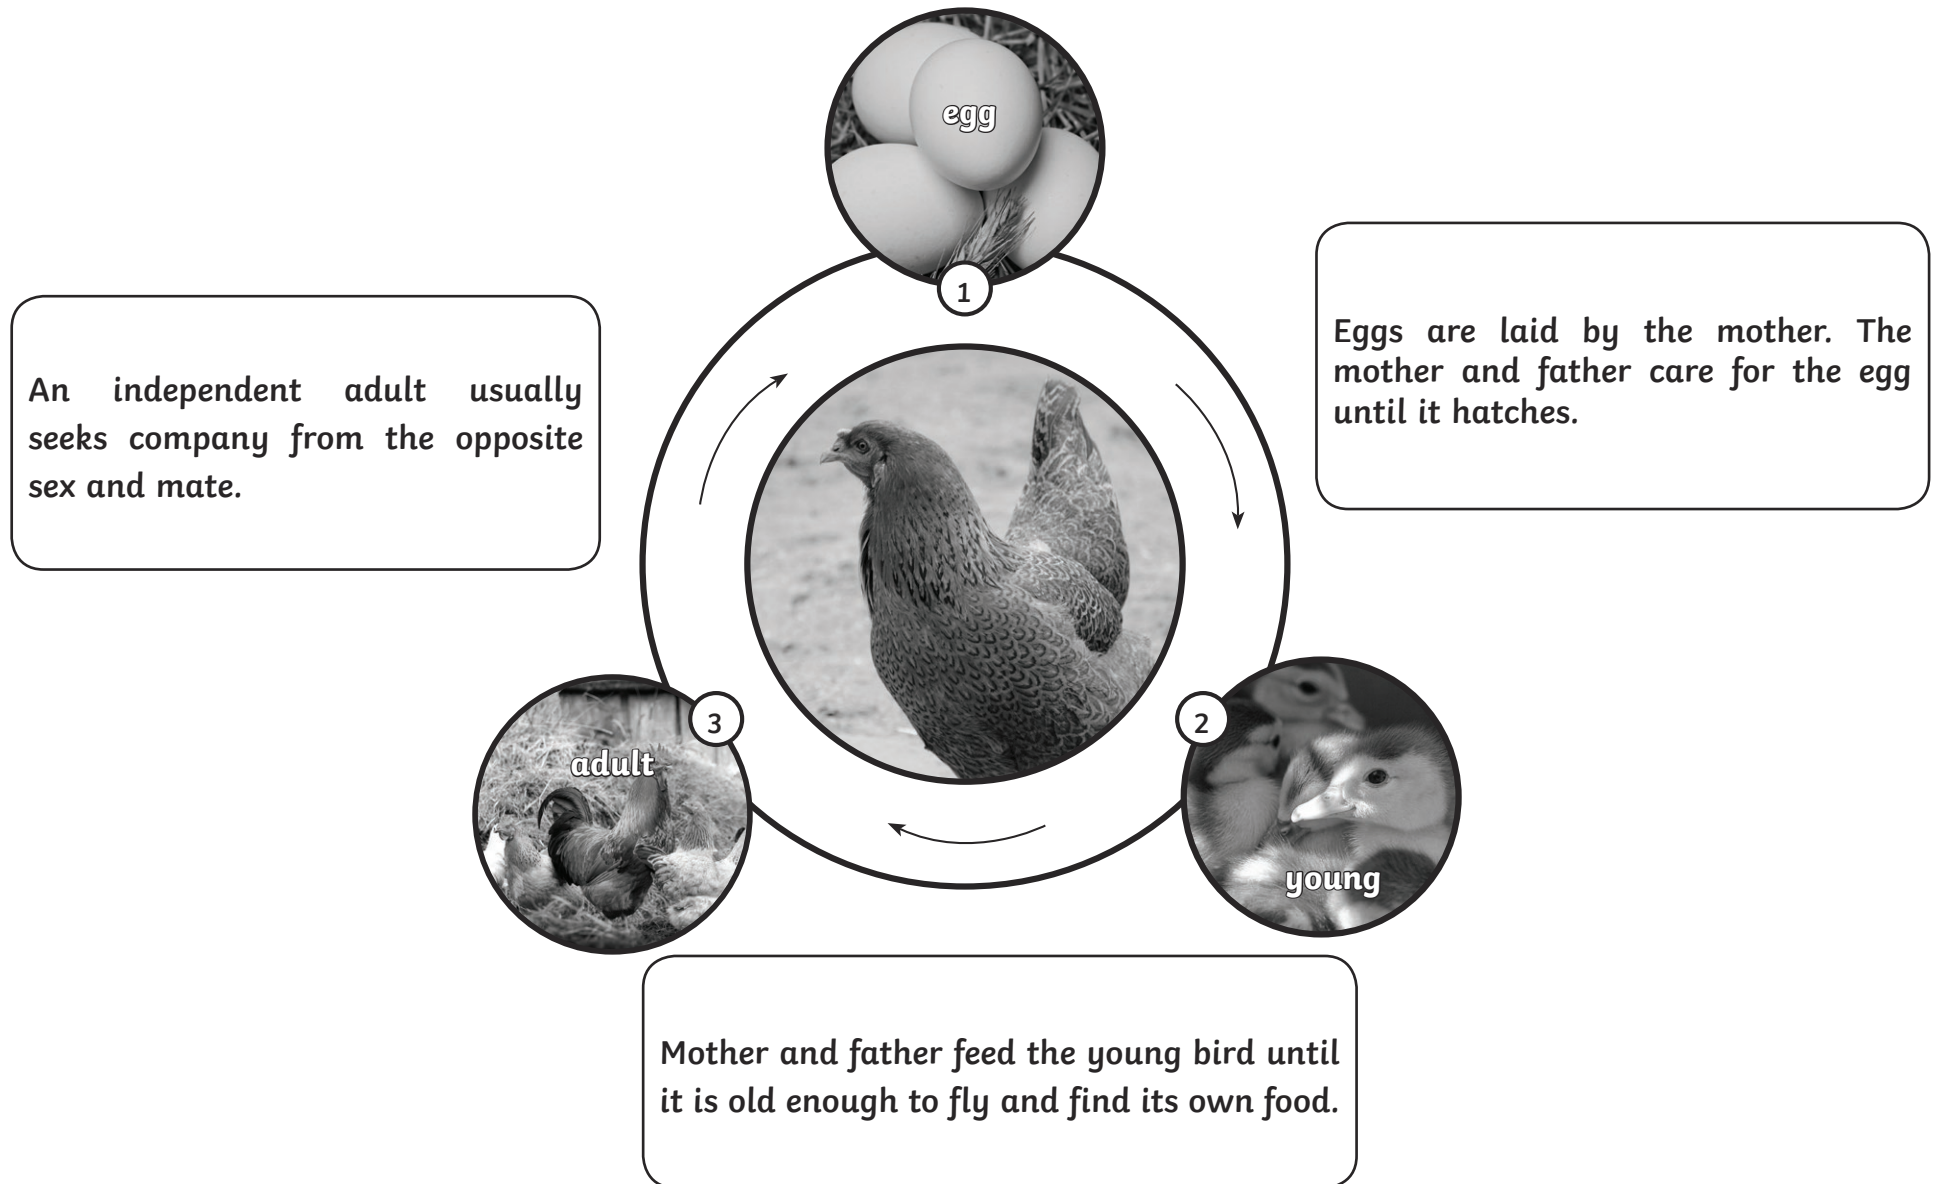 egg
1
Eggs are laid by the mother. The
mother and father care for the egg
until it hatches.
An independent adult usually
seeks company from the opposite
sex and mate.
3
2
adult
young
Mother and father feed the young bird until
it is old enough to fly and find its own food.